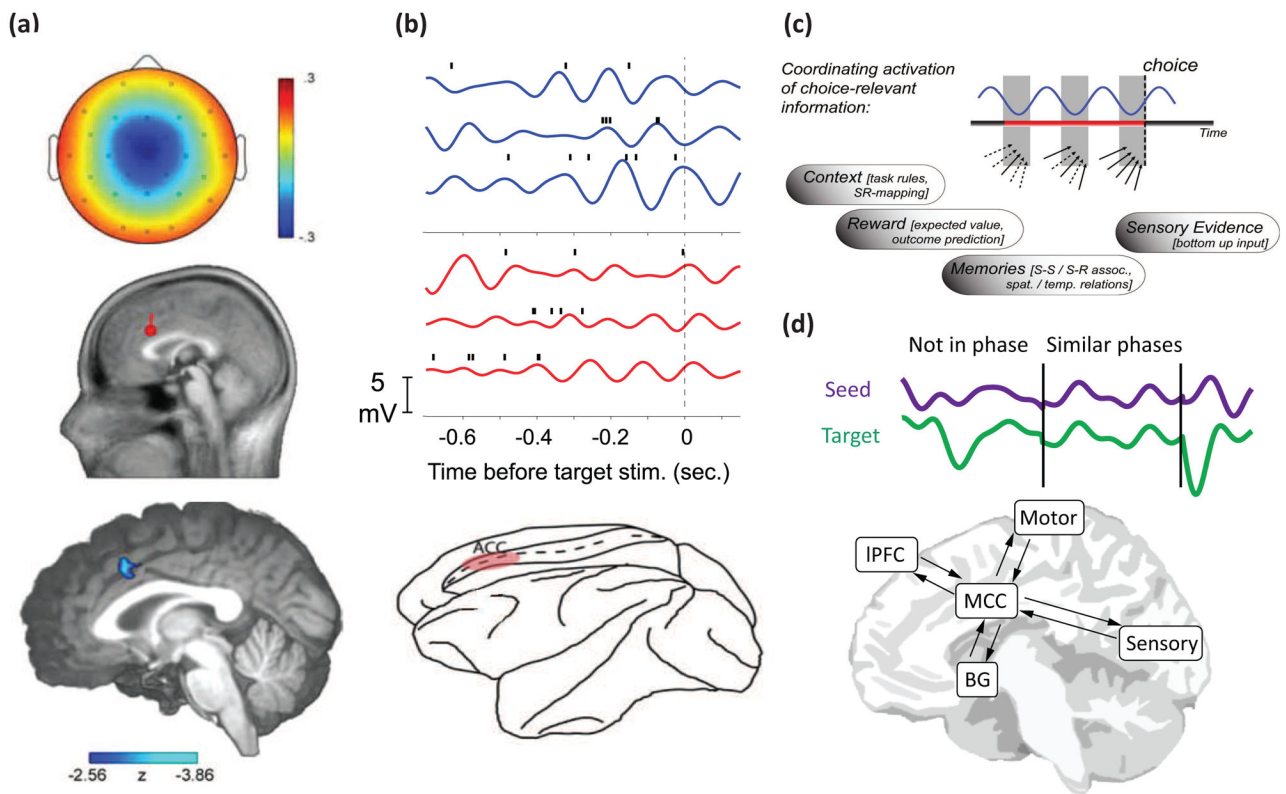 (a)
.3
-.3
-2.56
z
-3.86
(b)
5
mV
-0.6
-0.4
-0.2
0
Time before target stim. (sec.)
ACC
(c)
Coordinating activation
of choice-relevant
information:
choice
Time
Context [task rules,
SR-mapping]
Reward [expected value,
outcome prediction]
Sensory Evidence
[bottom up input]
Memories [S-S / S-R assoc.,
spat. / temp. relations]
(d)
Not in phase
Similar phases
Seed
Target
Motor
lPFC
MCC
Sensory
BG